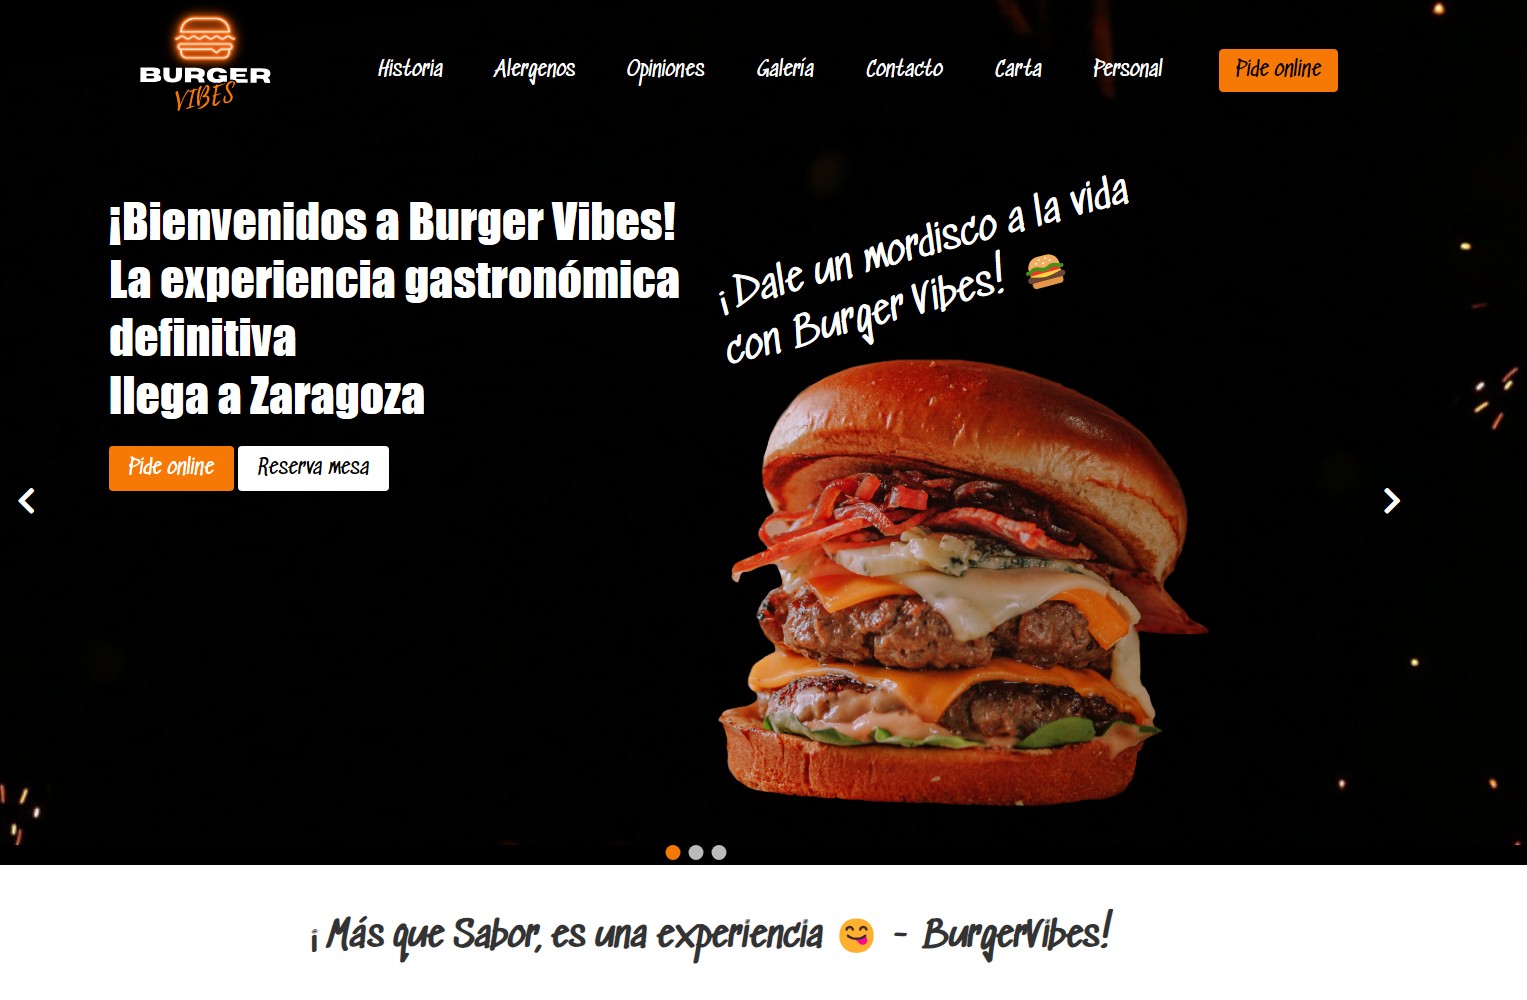 BURGER
VIBES
Historia
Alergenos
Opiniones
Galería
Contacto
Carta
Personal
Pide online
¡Bienvenidos a Burger Vibes!
La experiencia gastronómica
definitiva
llega a Zaragoza
Pide online
Reserva mesa
¡Dale un mordisco a la vida
con Burger Vibes! 🍔
¡Más que Sabor, es una experiencia 😋 - BurgerVibes!